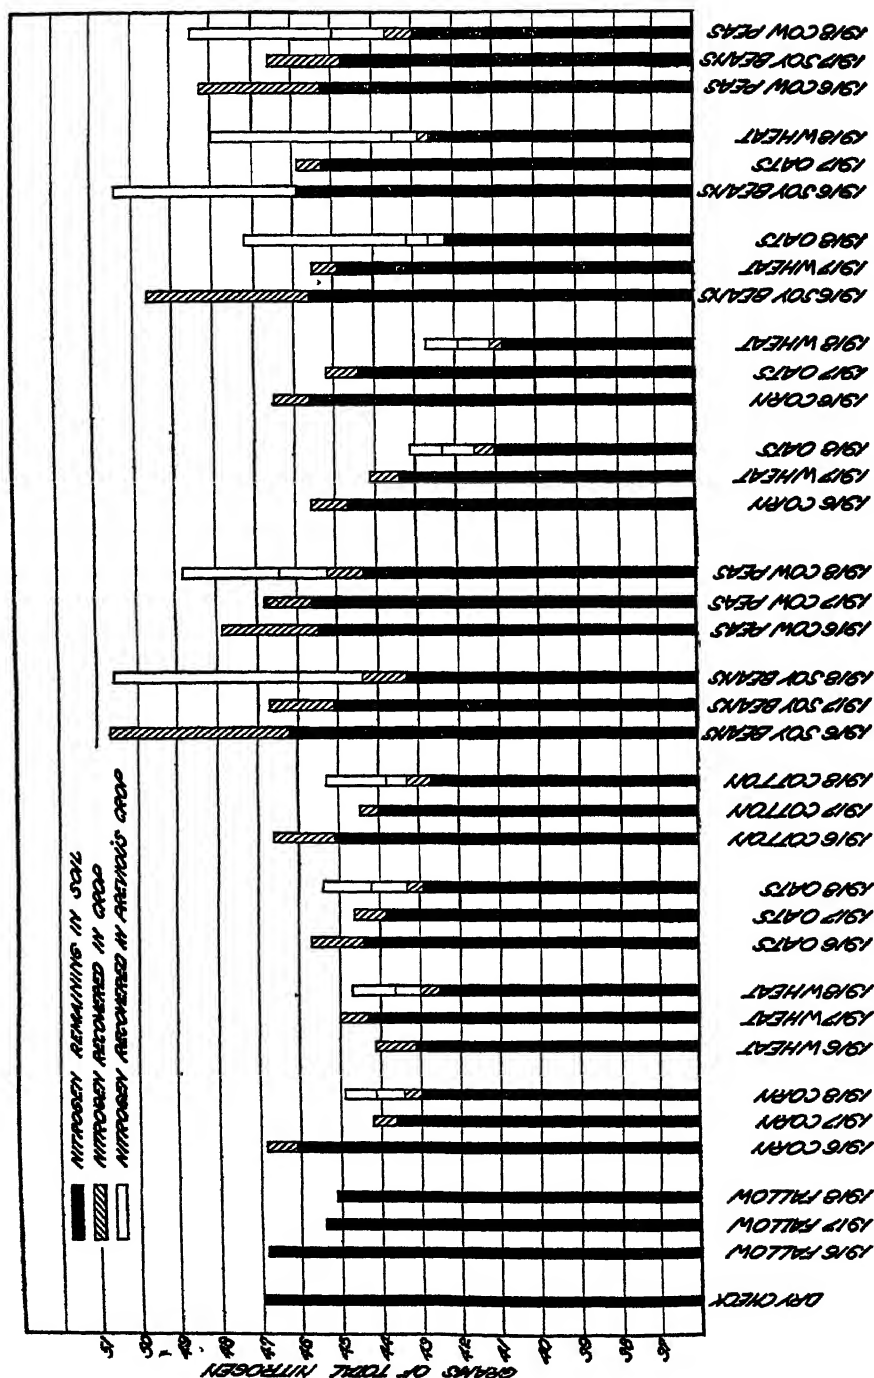 GRAMS OF TOTAL NITROGEN
51
50
49
48
47
46
45
44
43
42
41
40
39
38
37
NITROGEN REMAINING IN SOIL
NITROGEN RECOVERED IN CROP
NITROGEN RECOVERED IN PREVIOUS CROP
DRY CHECK
1916 FALLOW
1917 FALLOW
1918 FALLOW
1916 CORN
1917 CORN
1918 CORN
1916 WHEAT
1917 WHEAT
1918 WHEAT
1916 OATS
1917 OATS
1918 OATS
1916 COTTON
1917 COTTON
1918 COTTON
1916 SOY BEANS
1917 SOY BEANS
1918 SOY BEANS
1916 COW PEAS
1917 COW PEAS
1918 COW PEAS
1916 CORN
1917 WHEAT
1918 OATS
1916 CORN
1917 OATS
1918 WHEAT
1916 SOY BEANS
1917 WHEAT
1918 OATS
1916 SOY BEANS
1917 OATS
1918 WHEAT
1916 COW PEAS
1917 SOY BEANS
1918 COW PEAS